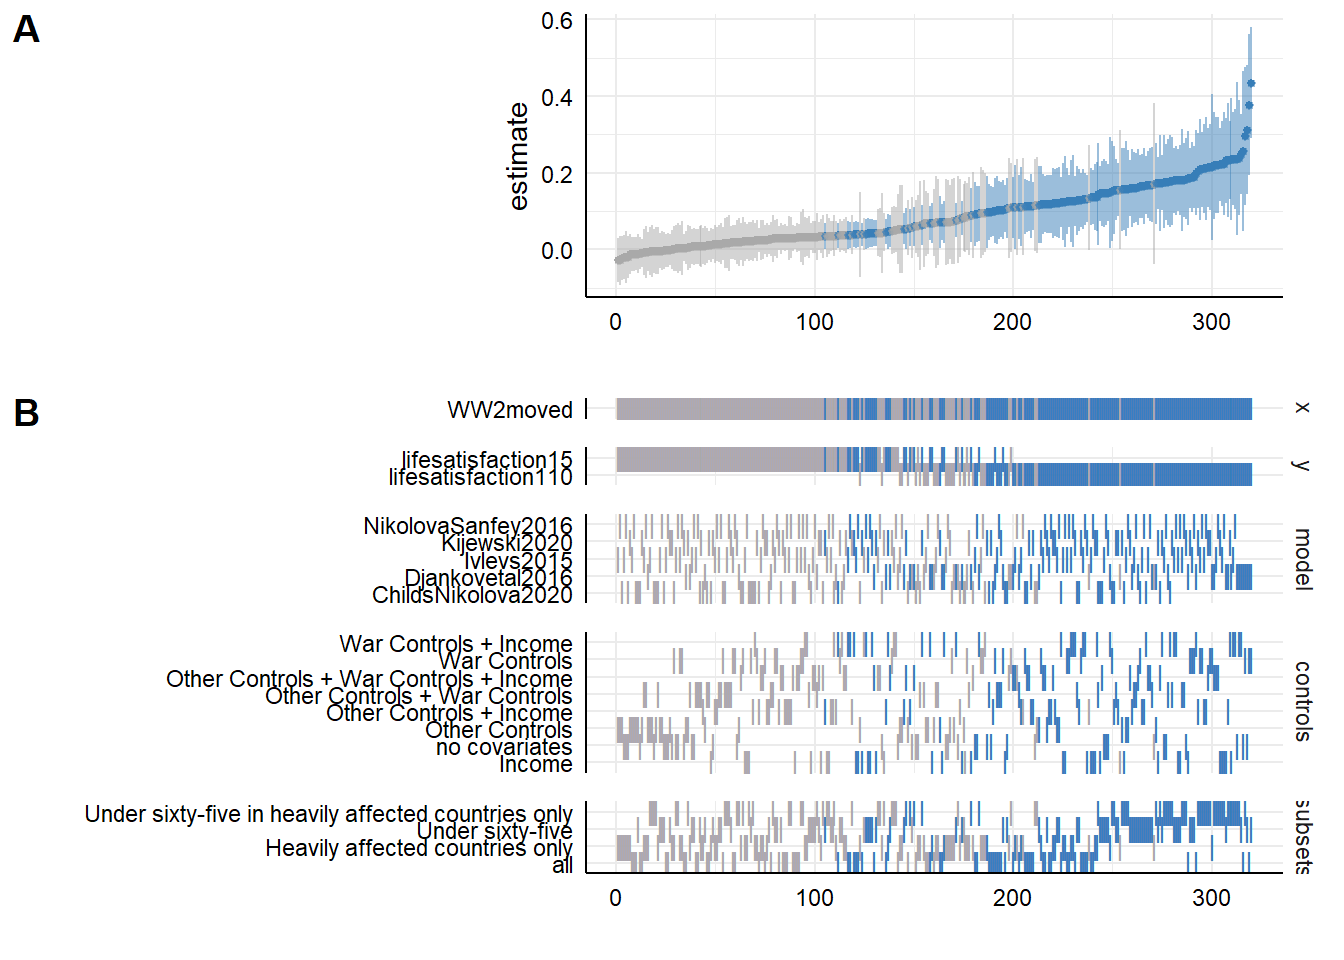 A
estimate
0.6
0.4
0.2
0.0
0
100
200
300
B
WW2moved
x
lifesatisfaction15
lifesatisfaction110
y
NikolovaSanfey2016
Kijewski2020
Ivlevs2015
Djankovetal2016
ChildsNikolova2020
model
War Controls + Income
War Controls
Other Controls + War Controls + Income
Other Controls + War Controls
Other Controls + Income
Other Controls
no covariates
Income
controls
Under sixty-five in heavily affected countries only
Under sixty-five
Heavily affected countries only
all
subsets
0
100
200
300